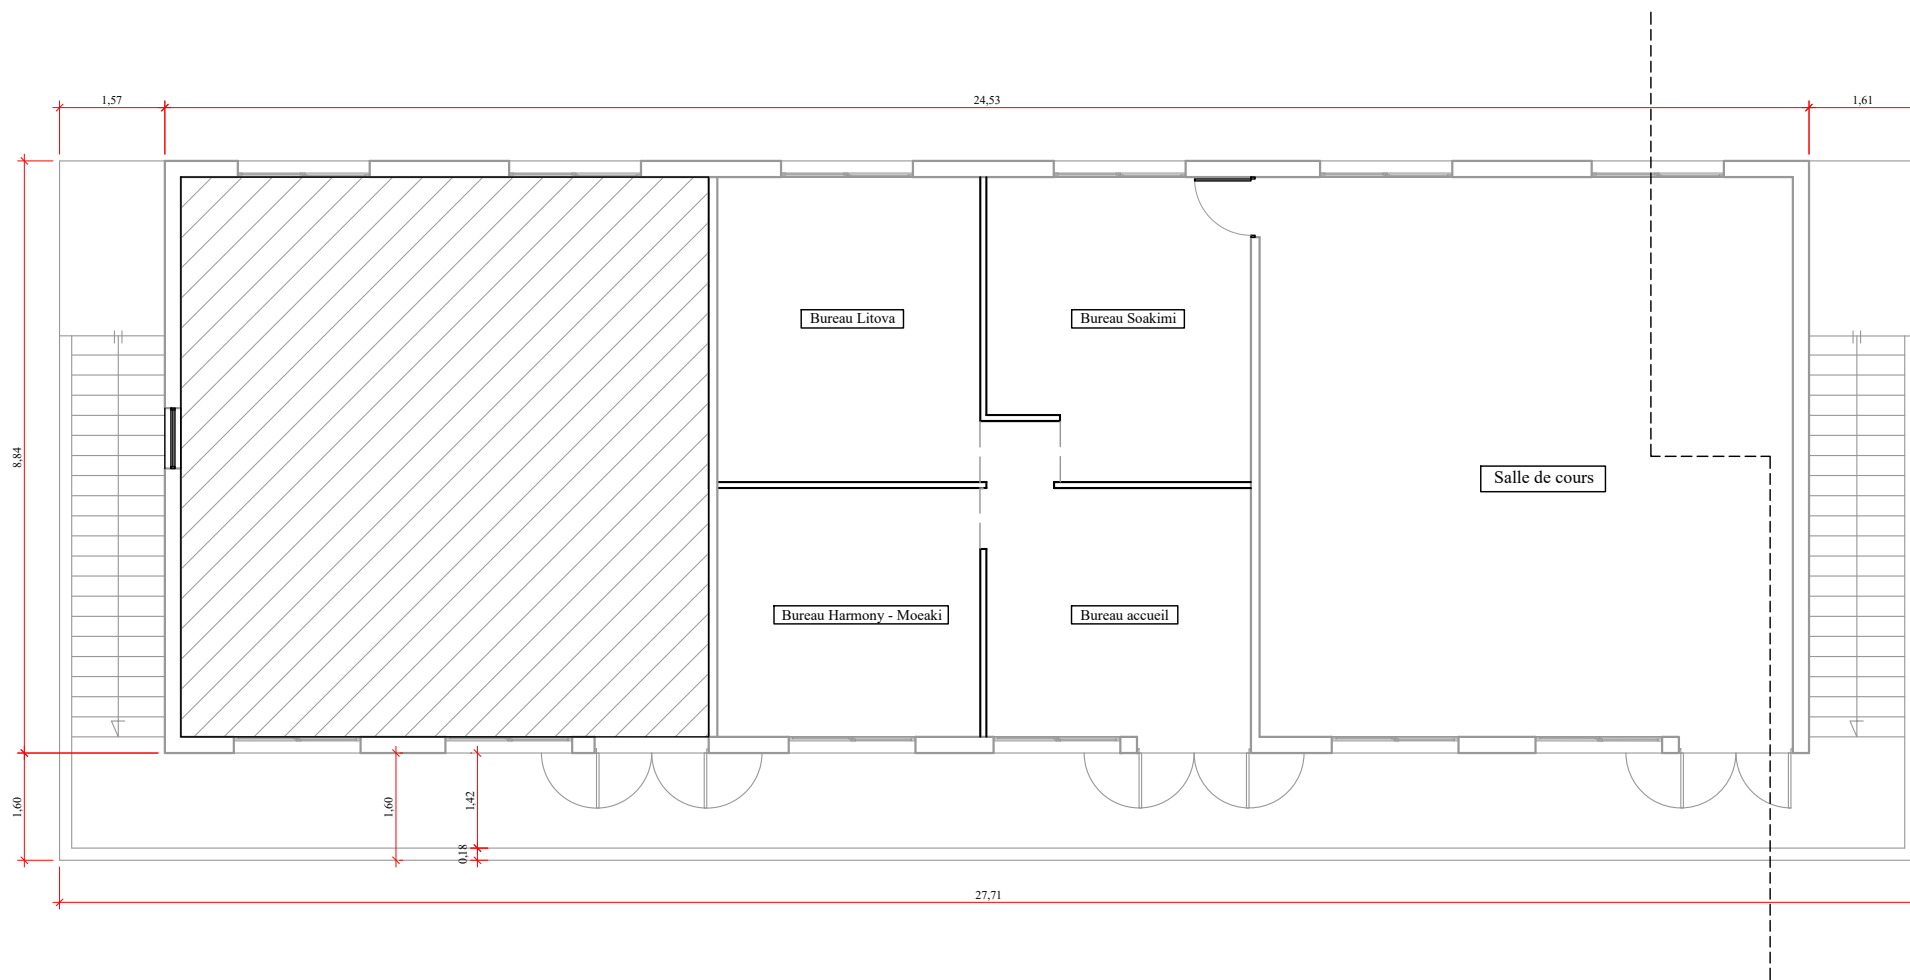 1,57
24,53
1,61
Bureau Litova
Bureau Soakimi
8,84
Salle de cours
Bureau Harmony - Moeaki
Bureau accueil
1,60
1,60
1,42
0,18
27,71